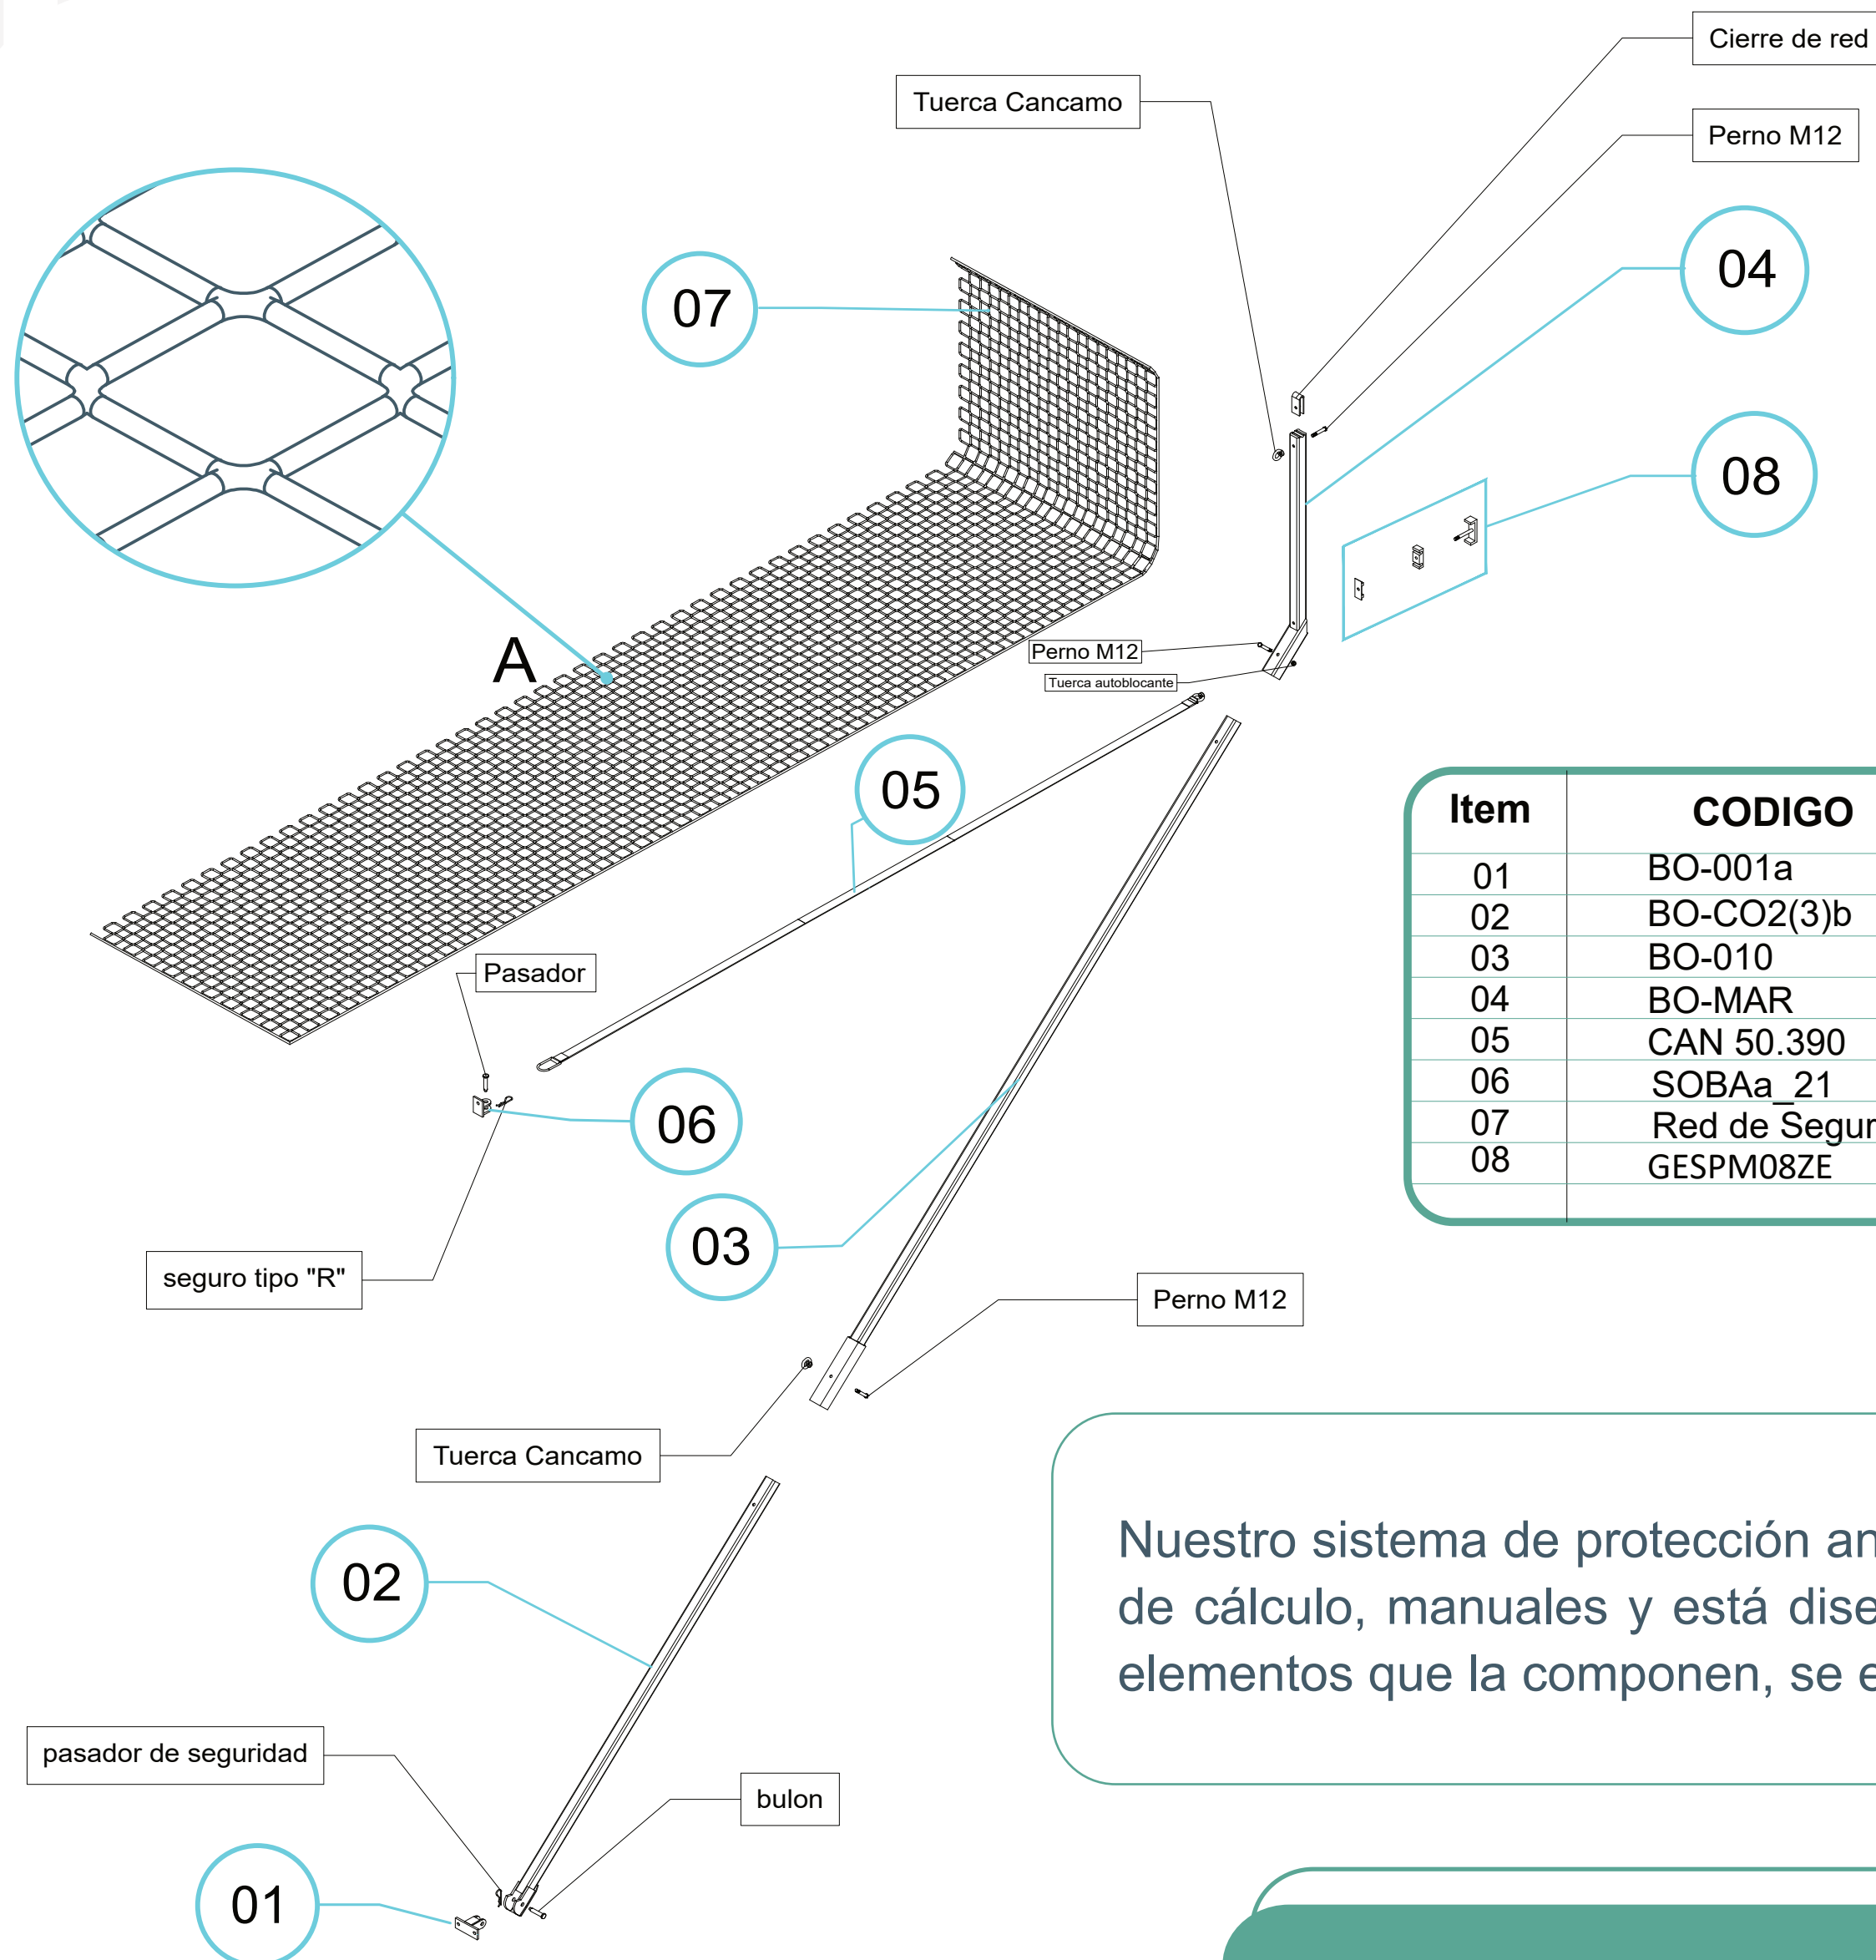 Cierre de red
Tuerca Cancamo
Perno M12
04
07
08
Perno M12
Tuerca autoblocante
A
05
Item CODIGO
01 BO-001a
02 BO-CO2(3)b
03 BO-010
04 BO-MAR
05 CAN 50.390
06 SOBAa_21
07 Red de Segur
08 GESPM08ZE
Pasador
06
03
seguro tipo "R"
Perno M12
Tuerca Cancamo
02
Nuestro sistema de protección an
de cálculo, manuales y está dise
elementos que la componen, se e
pasador de seguridad
bulon
01